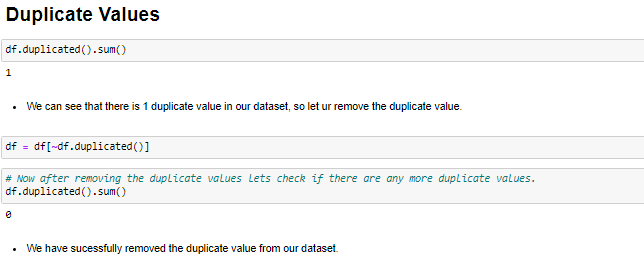 Duplicate Values
df.duplicated().sum()
1
• We can see that there is 1 duplicate value in our dataset, so let ur remove the duplicate value.
df = df[~df.duplicated()]
# Now after removing the duplicate values Lets check if there are any more duplicate values.
df.duplicated().sum()
0
• We have sucessfully removed the duplicate value from our dataset.